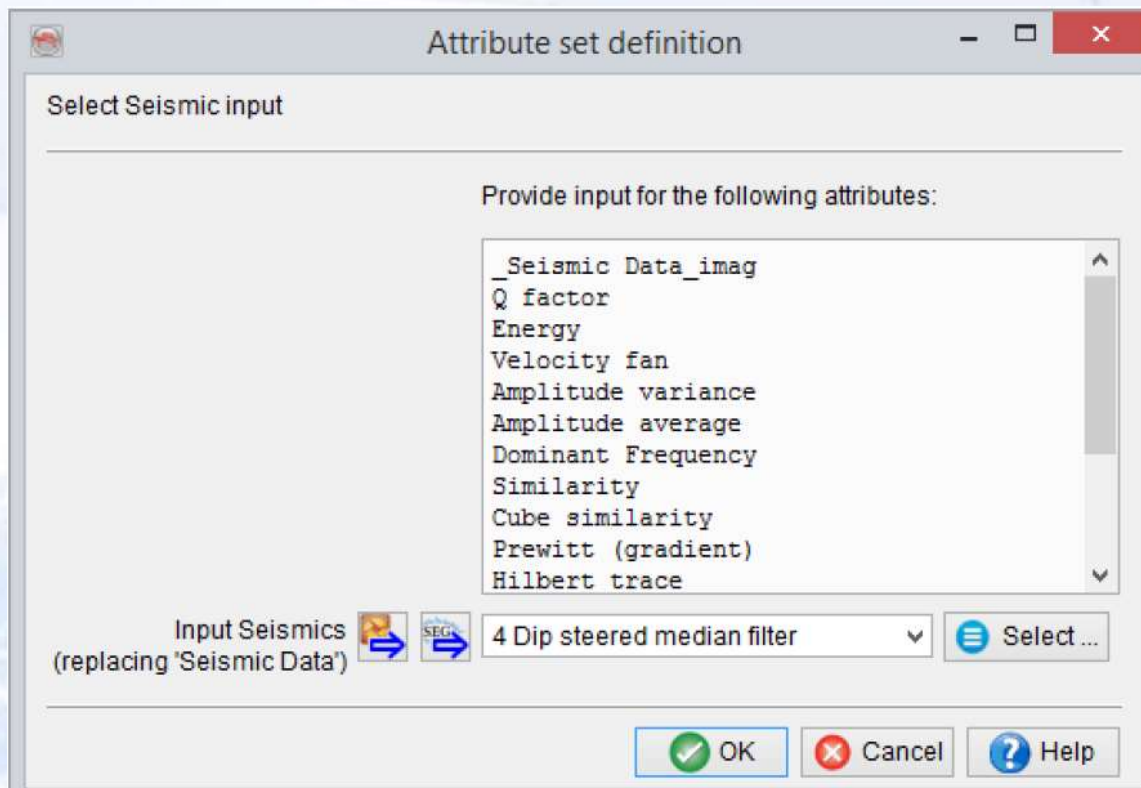 Attribute set definition
Select Seismic input
Provide input for the following attributes:
_Seismic Data_imag
Q factor
Energy
Velocity fan
Amplitude variance
Amplitude average
Dominant Frequency
Similarity
Cube similarity
Prewitt (gradient)
Hilbert trace
Input Seismics
(replacing 'Seismic Data')
SEG
4 Dip steered median filter
Select ...
OK
Cancel
Help